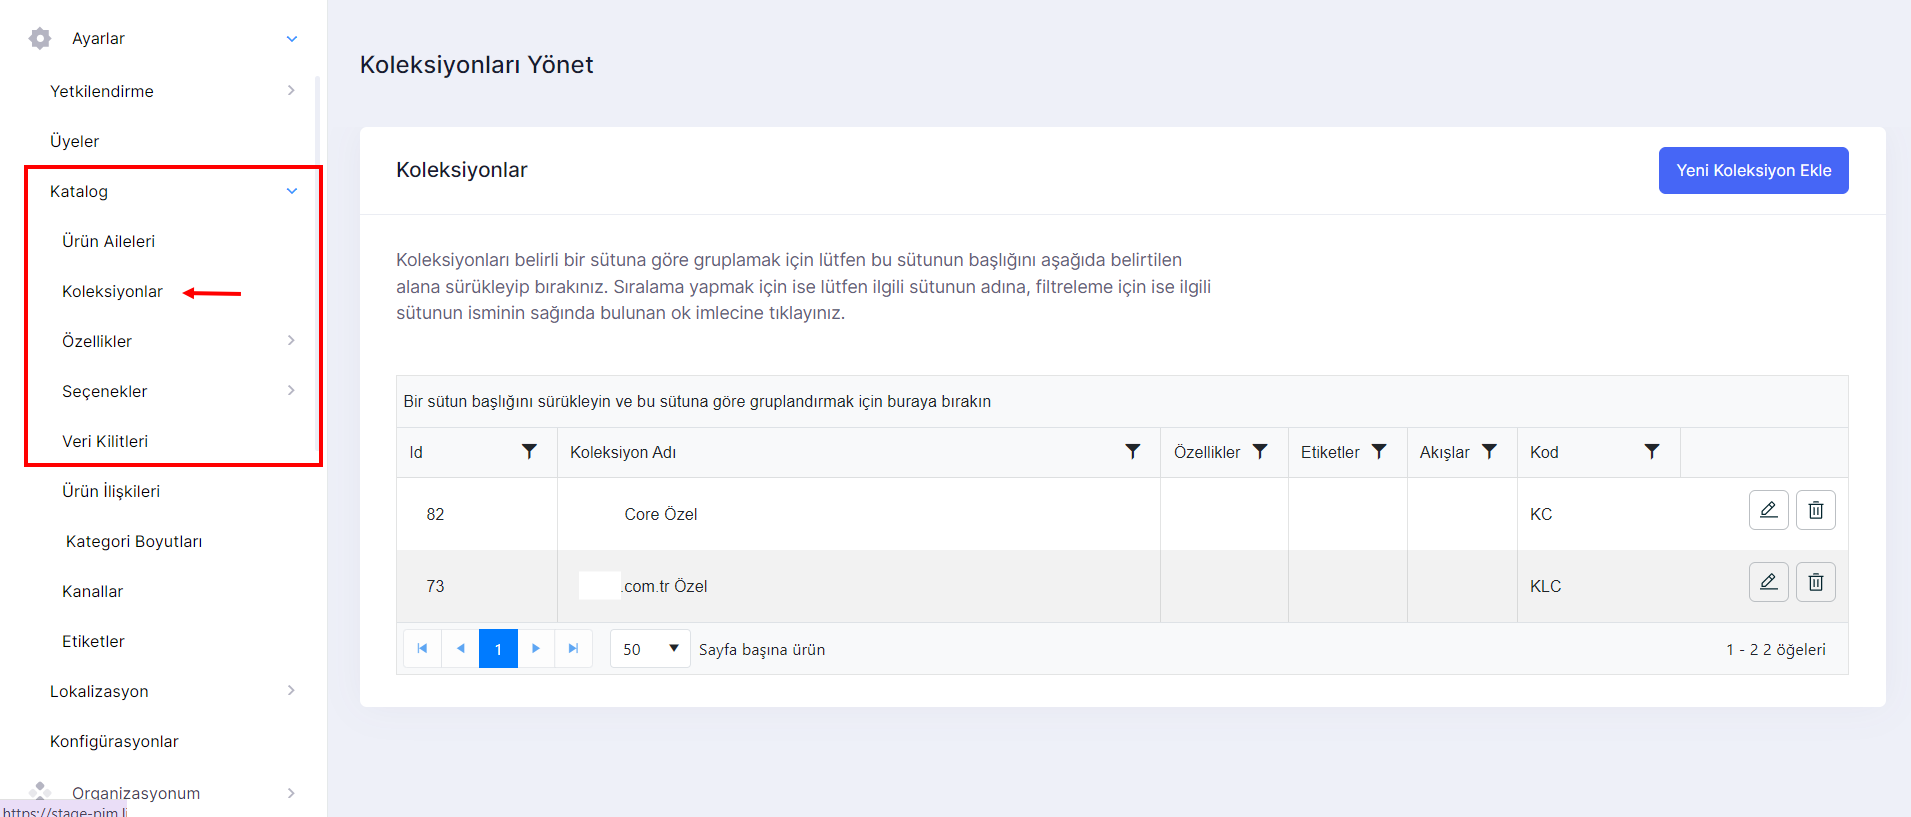 Ayarlar
Yetkilendirme
Üyeler
Katalog
Ürün Aileleri
Koleksiyonlar
Özellikler
Seçenekler
Veri Kilitleri
Ürün İlişkileri
Kategori Boyutları
Kanallar
Etiketler
Lokalizasyon
Konfigürasyonlar
Organizasyonum
Koleksiyonları Yönet
Koleksiyonlar
Yeni Koleksiyon Ekle
Koleksiyonları belirli bir sütuna göre gruplamak için lütfen bu sütunun başlığını aşağıda belirtilen
alana sürükleyip bırakınız. Sıralama yapmak için ise lütfen ilgili sütunun adına, filtreleme için ise ilgili
sütunun isminin sağında bulunan ok imlecine tıklayınız.
Bir sütun başlığını sürükleyin ve bu sütuna göre gruplandırmak için buraya bırakın
Id Koleksiyon Adı Özellikler Etiketler Akışlar Kod
82 Core Özel KC
73 .com.tr Özel KLC
1 50 Sayfa başına ürün 1 - 2 2 öğeleri